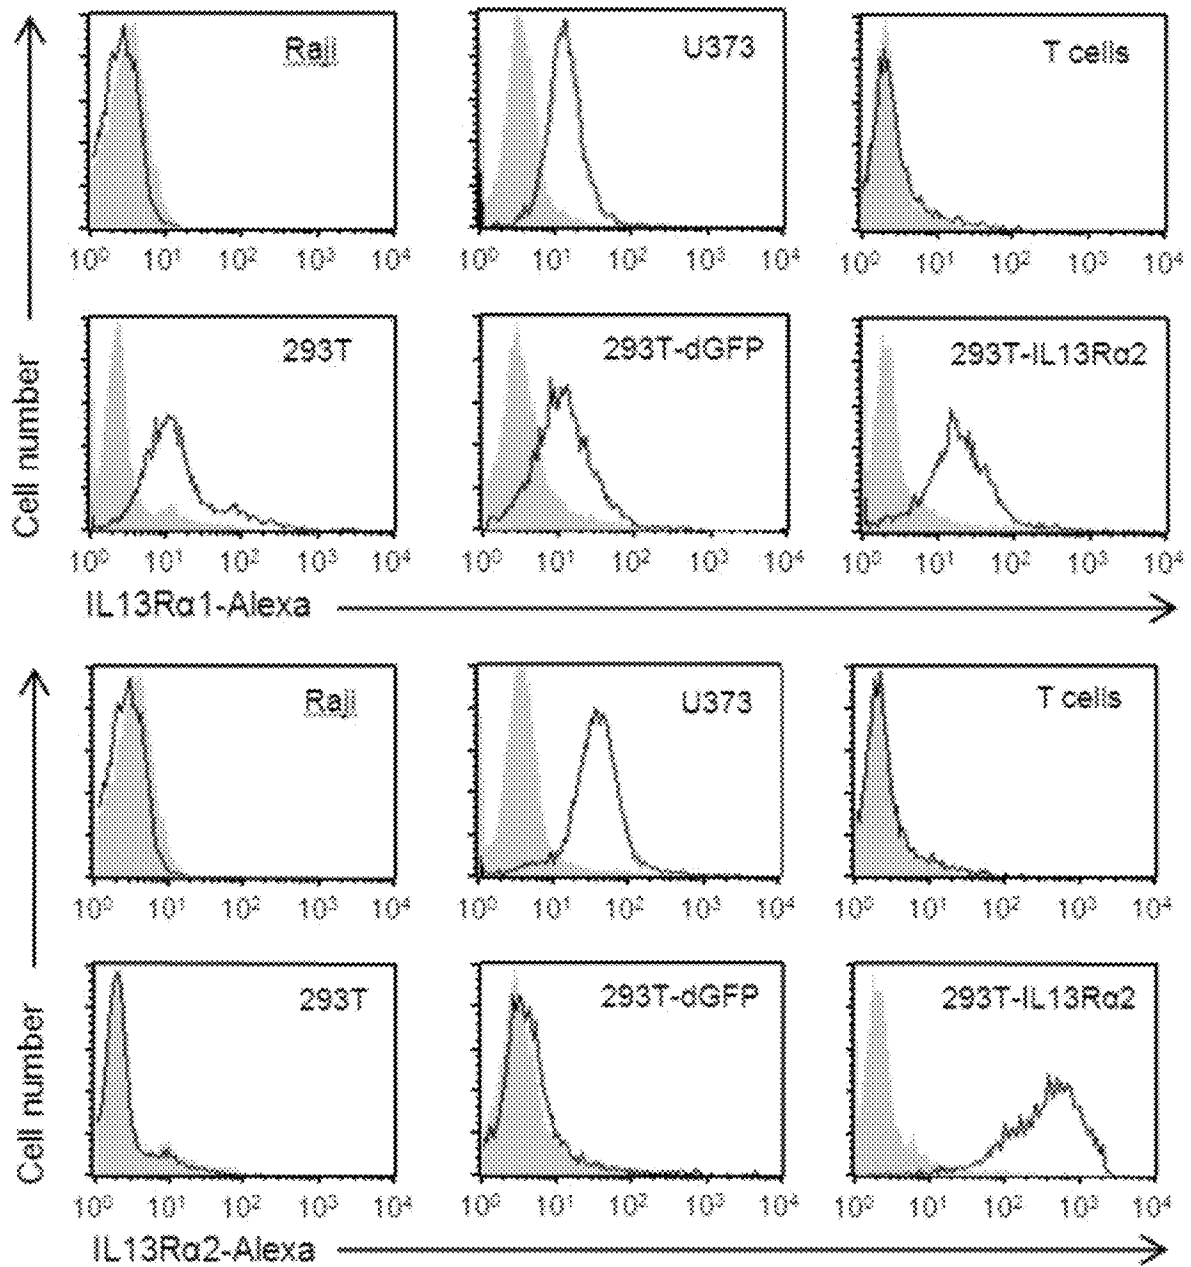 Raji
U373
T cells
10⁰ 10¹ 10² 10³ 10⁴
10⁰ 10¹ 10² 10³ 10⁴
10⁰ 10¹ 10² 10³ 10⁴
293T
293T-dGFP
293T-IL13Rα2
10⁰ 10¹ 10² 10³ 10⁴
10⁰ 10¹ 10² 10³ 10⁴
10⁰ 10¹ 10² 10³ 10⁴
Cell number
IL13Rα1-Alexa
Raji
U373
T cells
10⁰ 10¹ 10² 10³ 10⁴
10⁰ 10¹ 10² 10³ 10⁴
10⁰ 10¹ 10² 10³ 10⁴
293T
293T-dGFP
293T-IL13Rα2
10⁰ 10¹ 10² 10³ 10⁴
10⁰ 10¹ 10² 10³ 10⁴
10⁰ 10¹ 10² 10³ 10⁴
Cell number
IL13Rα2-Alexa